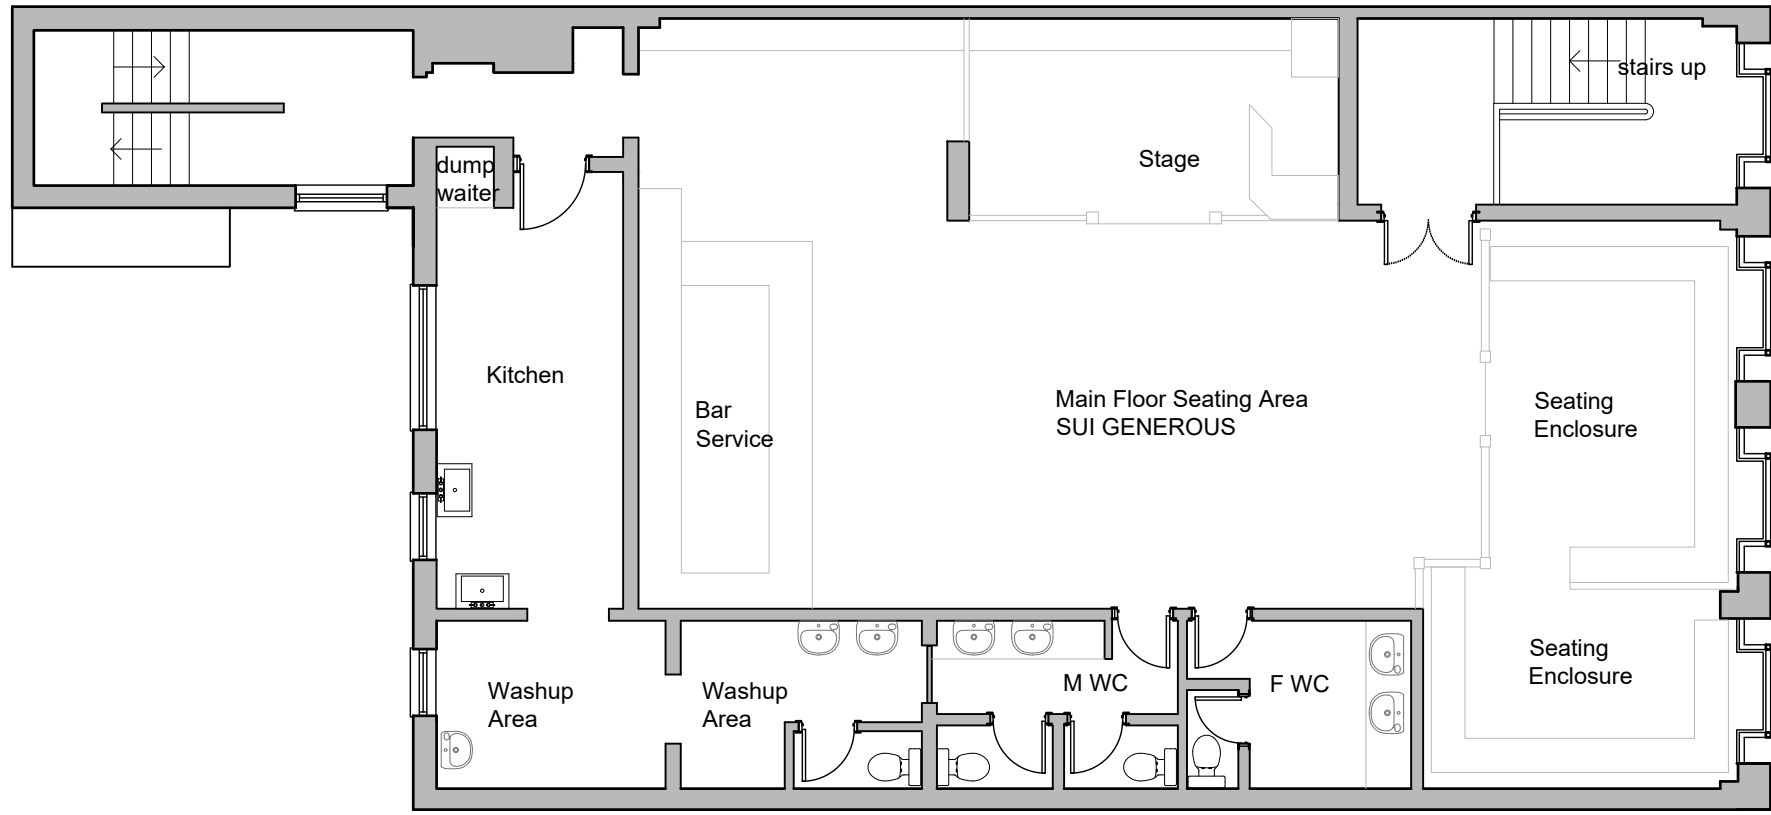 stairs up
dump
waiter
Stage
Kitchen
Bar
Service
Main Floor Seating Area
SUI GENEROUS
Seating
Enclosure
Seating
Enclosure
Washup
Area
Washup
Area
M WC
F WC